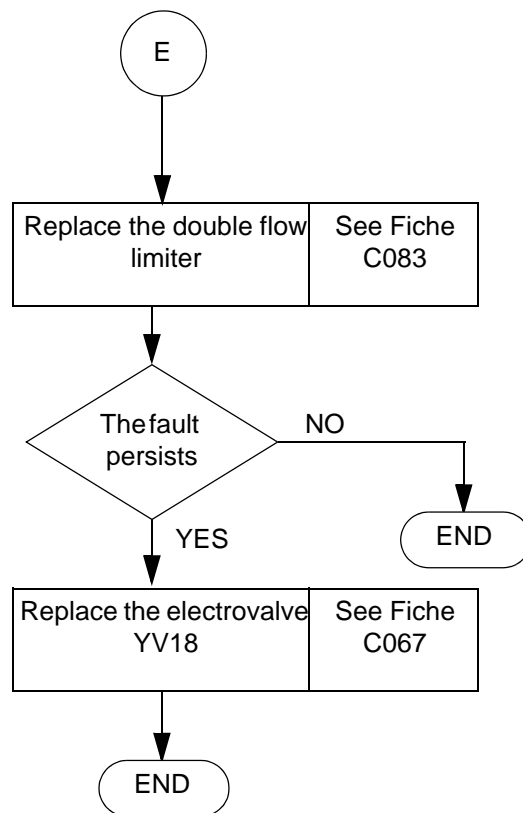 E
Replace the double flow
limiter
See Fiche
C083
The fault
persists
NO
END
YES
Replace the electrovalve
YV18
See Fiche
C067
END